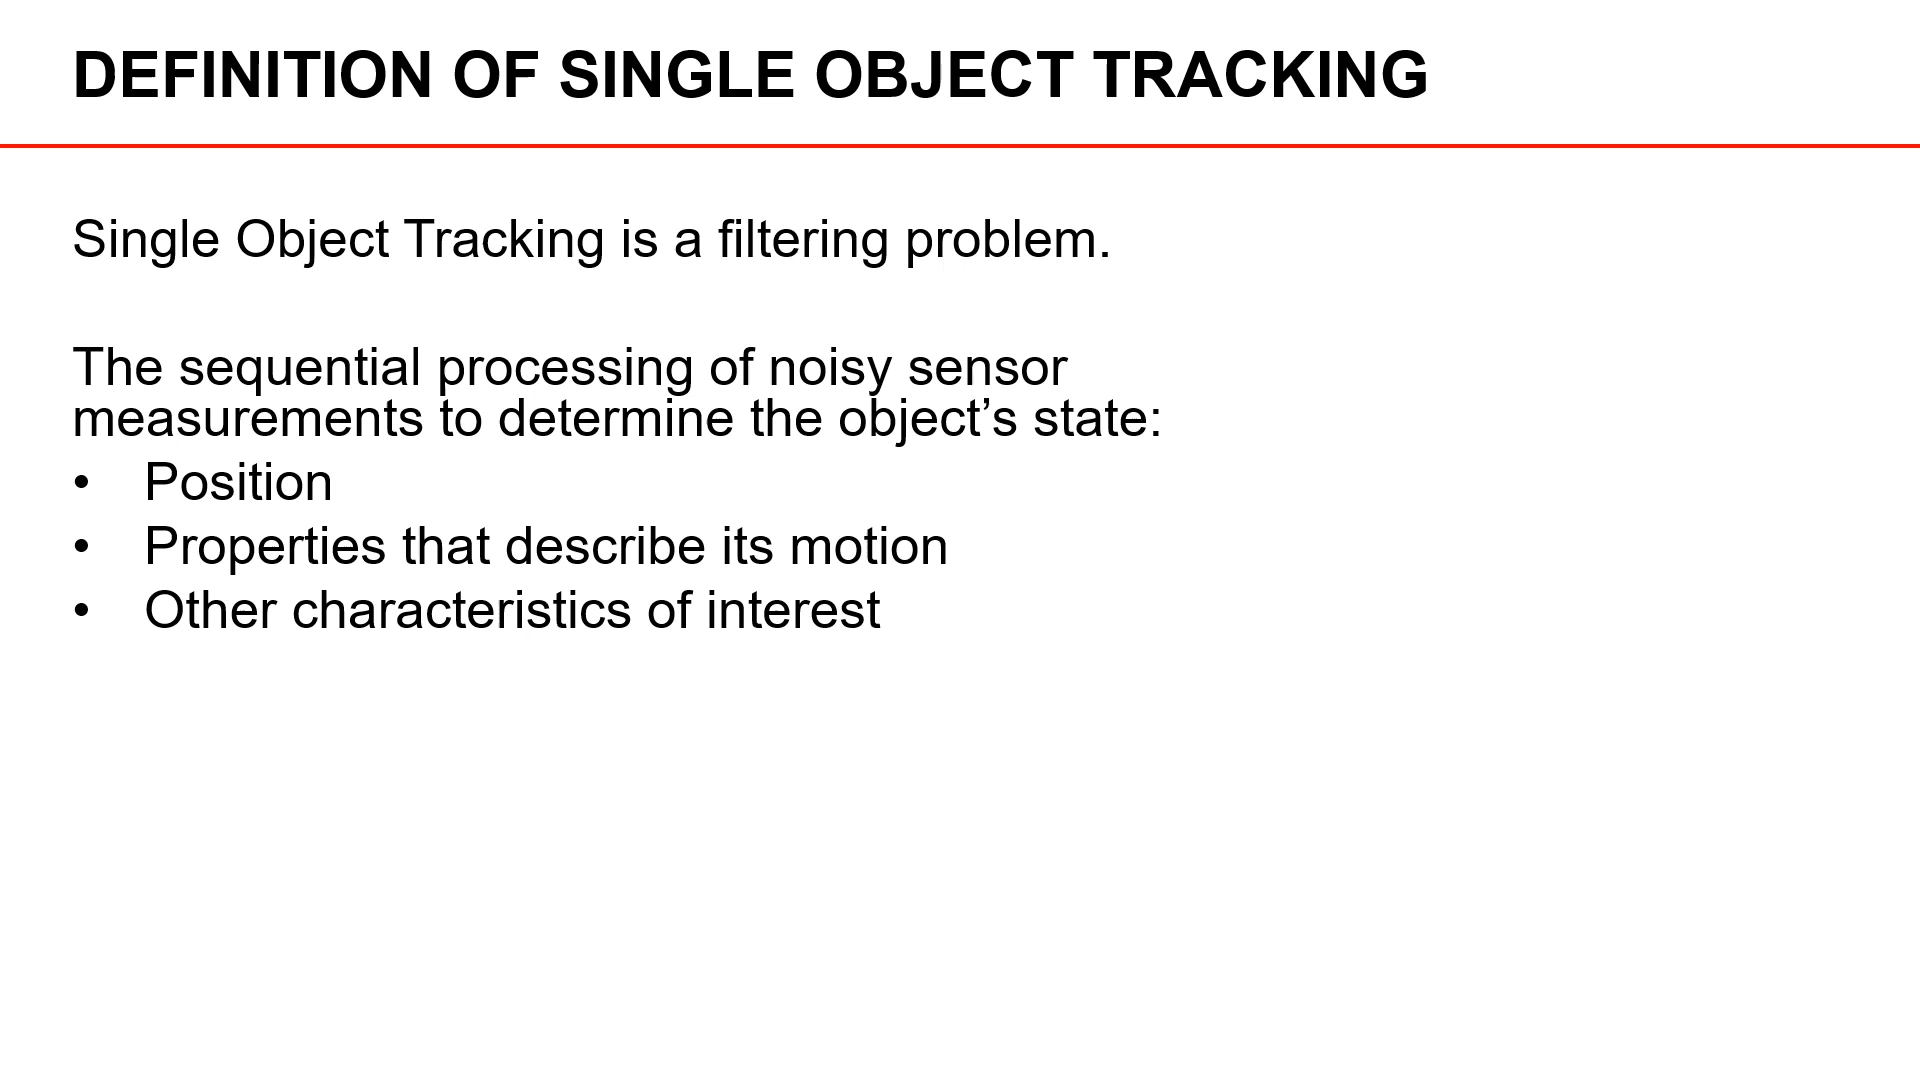 DEFINITION OF SINGLE OBJECT TRACKING
Single Object Tracking is a filtering problem.
The sequential processing of noisy sensor
measurements to determine the object’s state:
• Position
• Properties that describe its motion
• Other characteristics of interest